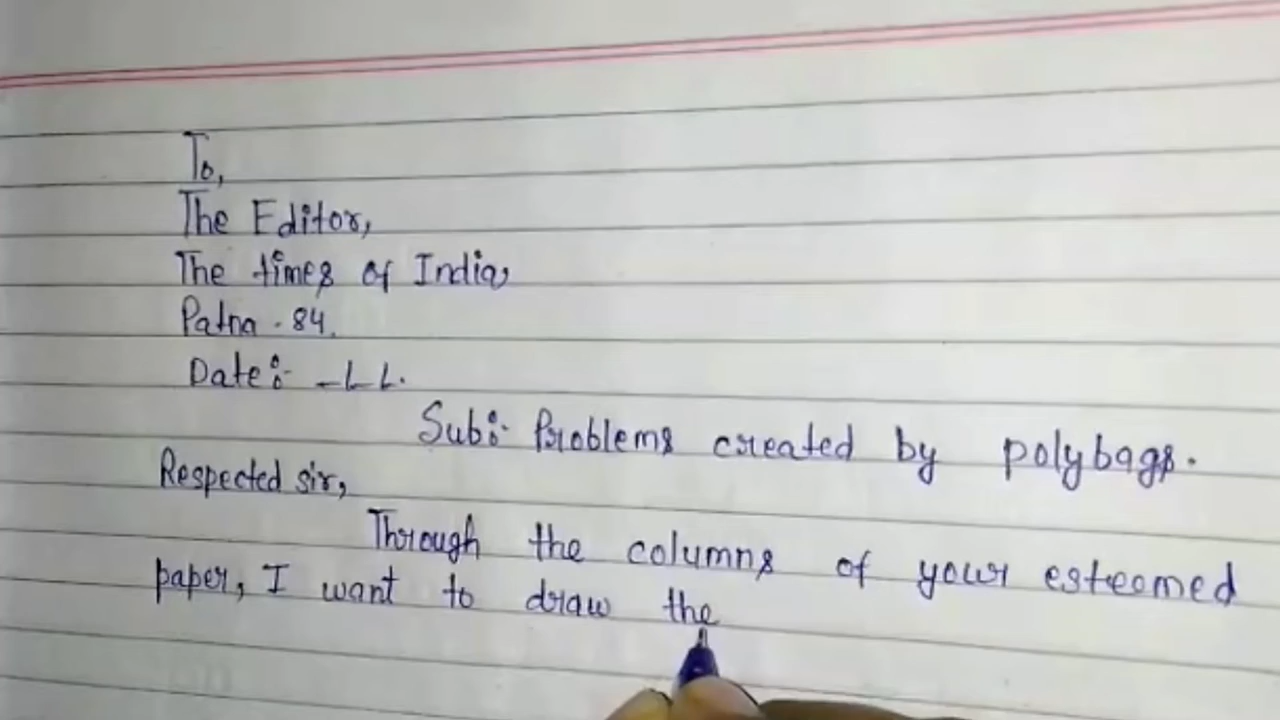 To,
The Editor,
The times of India,
Patna - 84.
Date:- - L L.
Sub:- Problems created by polybags.
Respected sir,
Through the columns of your esteemed
paper, I want to draw the